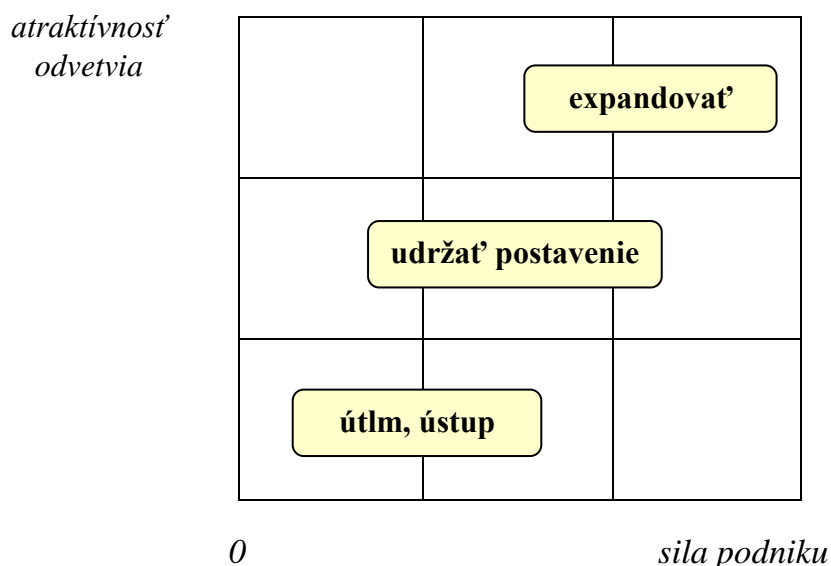 atraktívnosť
odvetvia
expandovať
udržať postavenie
útlm, ústup
0
sila podniku